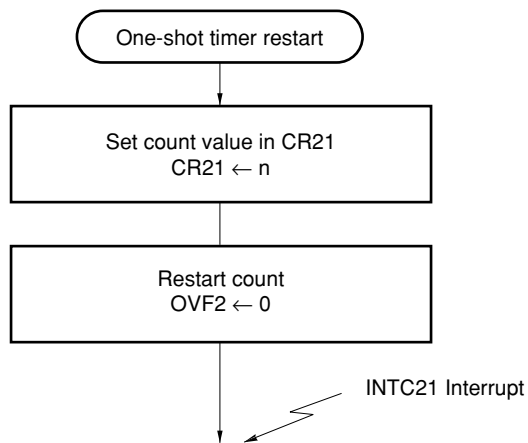 One-shot timer restart
Set count value in CR21
CR21 ← n
Restart count
OVF2 ← 0
INTC21 Interrupt